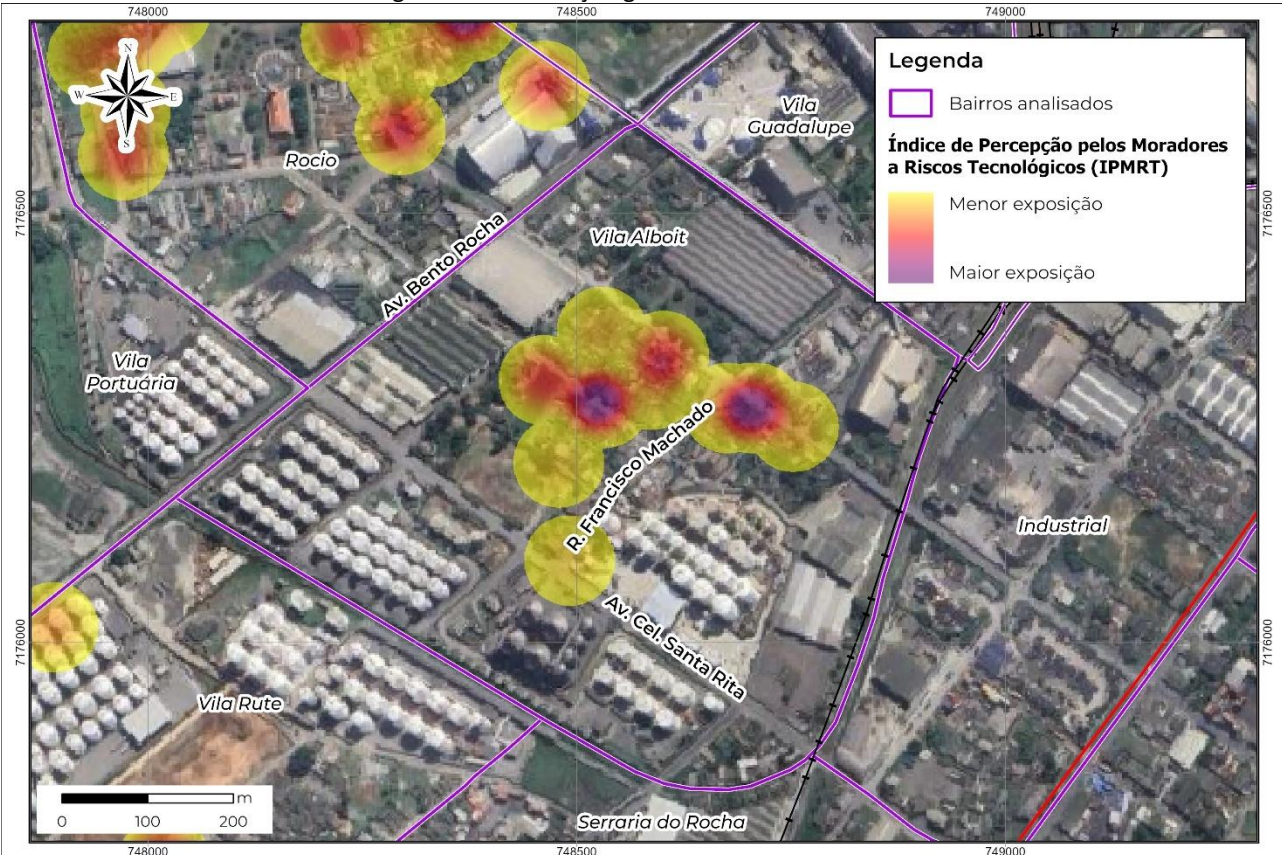 748000
748500
749000
N
W
E
S
Legenda
Bairros analisados
Índice de Percepção pelos Moradores
a Riscos Tecnológicos (IPMRT)
Menor exposição
Maior exposição
Vila
Guadalupe
Rocio
7176500
7176500
Av. Bento Rocha
Vila Alboit
Vila
Portuária
R. Francisco Machado
Industrial
7176000
7176000
Av. Cel. Santa Rita
Vila Rute
m
0
100
200
Serraria do Rocha
748000
748500
749000